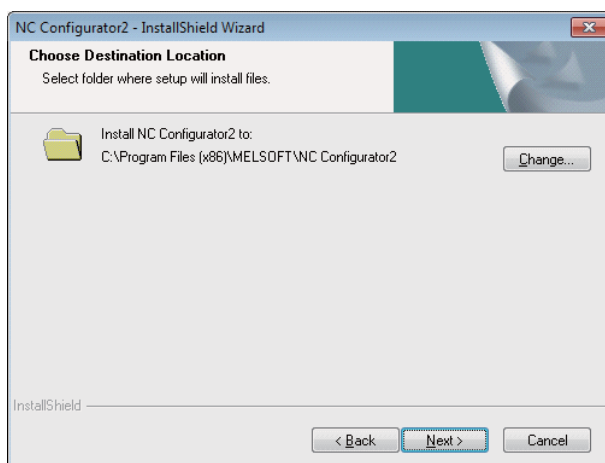 NC Configurator2 - InstallShield Wizard
Choose Destination Location
Select folder where setup will install files.
Install NC Configurator2 to:
C:\Program Files (x86)\MELSOFT\NC Configurator2
Change...
InstallShield
< Back
Next >
Cancel